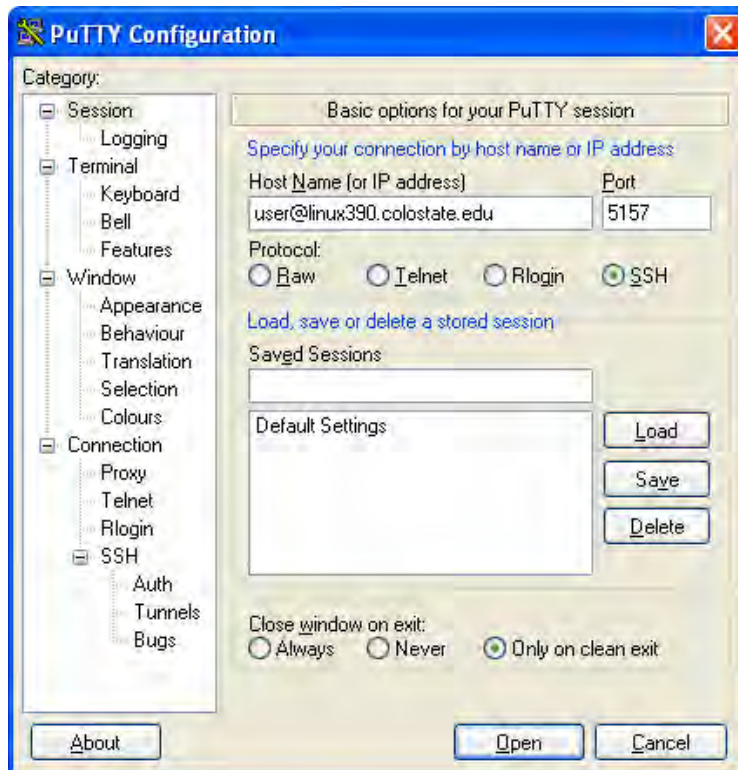 PuTTY Configuration
Category:
Session
Logging
Terminal
Keyboard
Bell
Features
Window
Appearance
Behaviour
Translation
Selection
Colours
Connection
Proxy
Telnet
Rlogin
SSH
Auth
Tunnels
Bugs
Basic options for your PuTTY session
Specify your connection by host name or IP address
Host Name (or IP address) Port
user@linux390.colostate.edu 5157
Protocol:
Raw Telnet Rlogin SSH
Load, save or delete a stored session
Saved Sessions
Default Settings
Load
Save
Delete
Close window on exit:
Always Never Only on clean exit
About Open Cancel